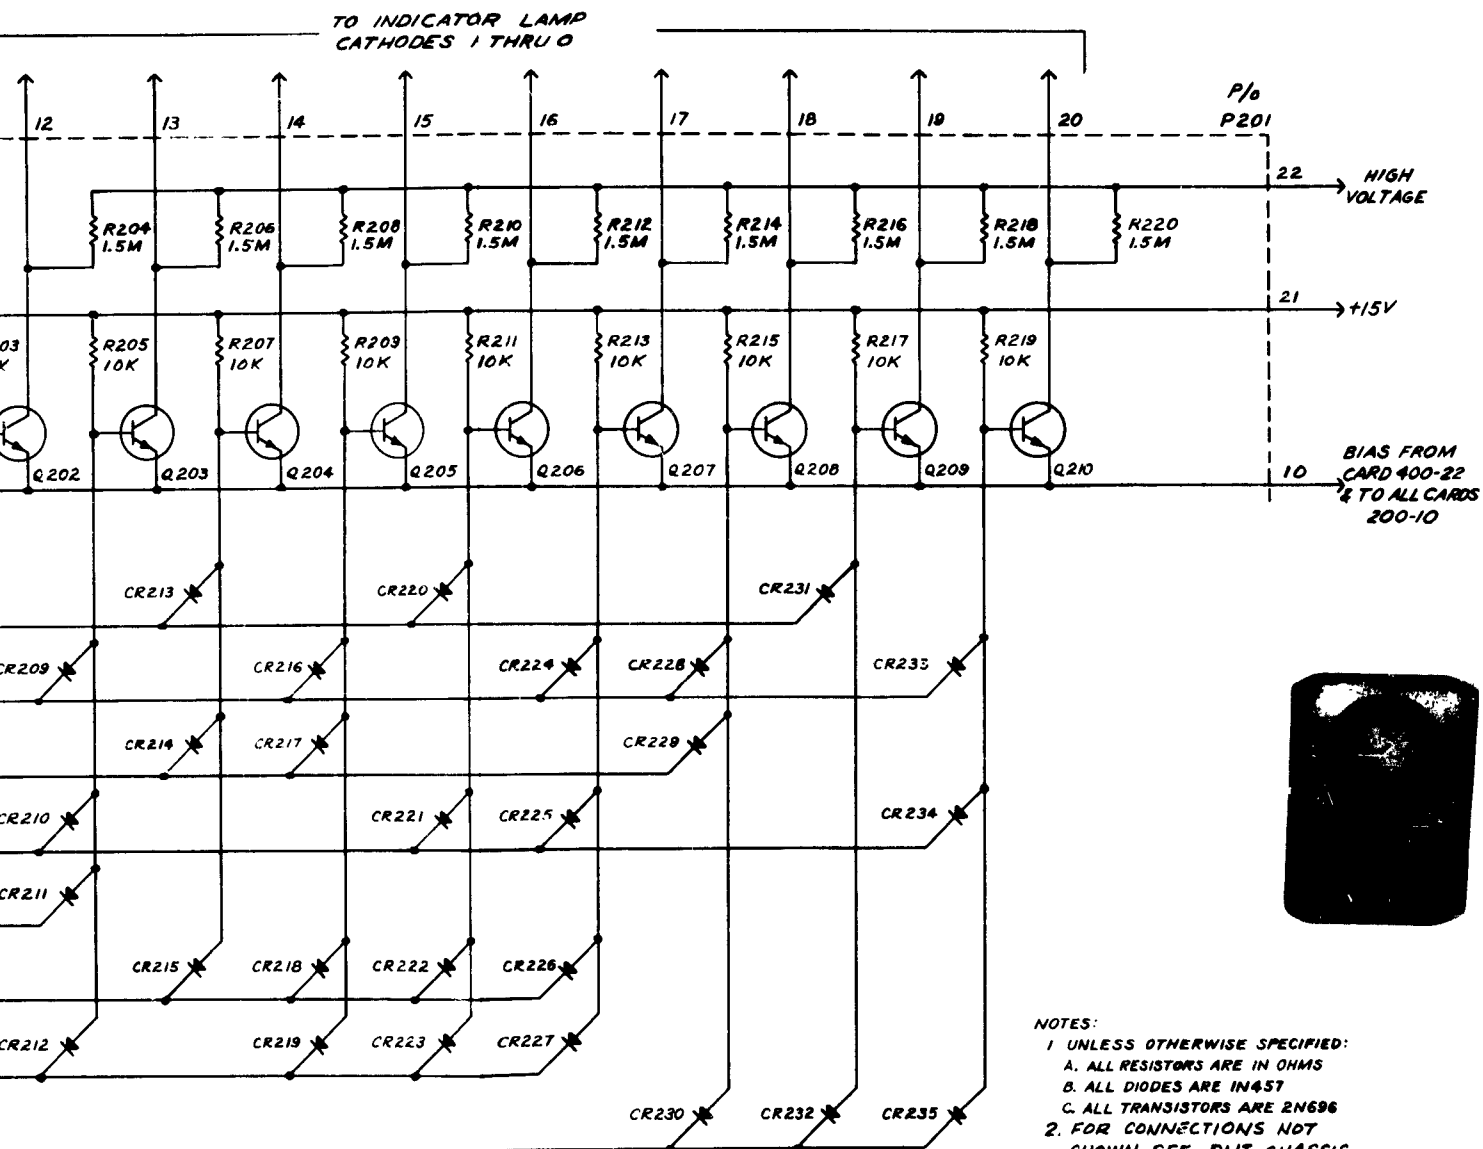 TO INDICATOR LAMP
CATHODES 1 THRU 0
P/O
P201
12 13 14 15 16 17 18 19 20
22
HIGH
VOLTAGE
R204 R206 R208 R210 R212 R214 R216 R218 R220
1.5M 1.5M 1.5M 1.5M 1.5M 1.5M 1.5M 1.5M 1.5M
21
+15V
03 R205 R207 R209 R211 R213 R215 R217 R219
K 10K 10K 10K 10K 10K 10K 10K 10K
Q202 Q203 Q204 Q205 Q206 Q207 Q208 Q209 Q210
10
BIAS FROM
CARD 400-22
& TO ALL CARDS
200-10
CR213 CR220 CR231
CR209 CR216 CR224 CR228 CR233
CR214 CR217 CR229
CR210 CR221 CR225 CR234
CR211
CR215 CR218 CR222 CR226
CR212 CR219 CR223 CR227
CR230 CR232 CR235
NOTES:
1 UNLESS OTHERWISE SPECIFIED:
A. ALL RESISTORS ARE IN OHMS
B. ALL DIODES ARE IN457
C. ALL TRANSISTORS ARE 2N696
2. FOR CONNECTIONS NOT